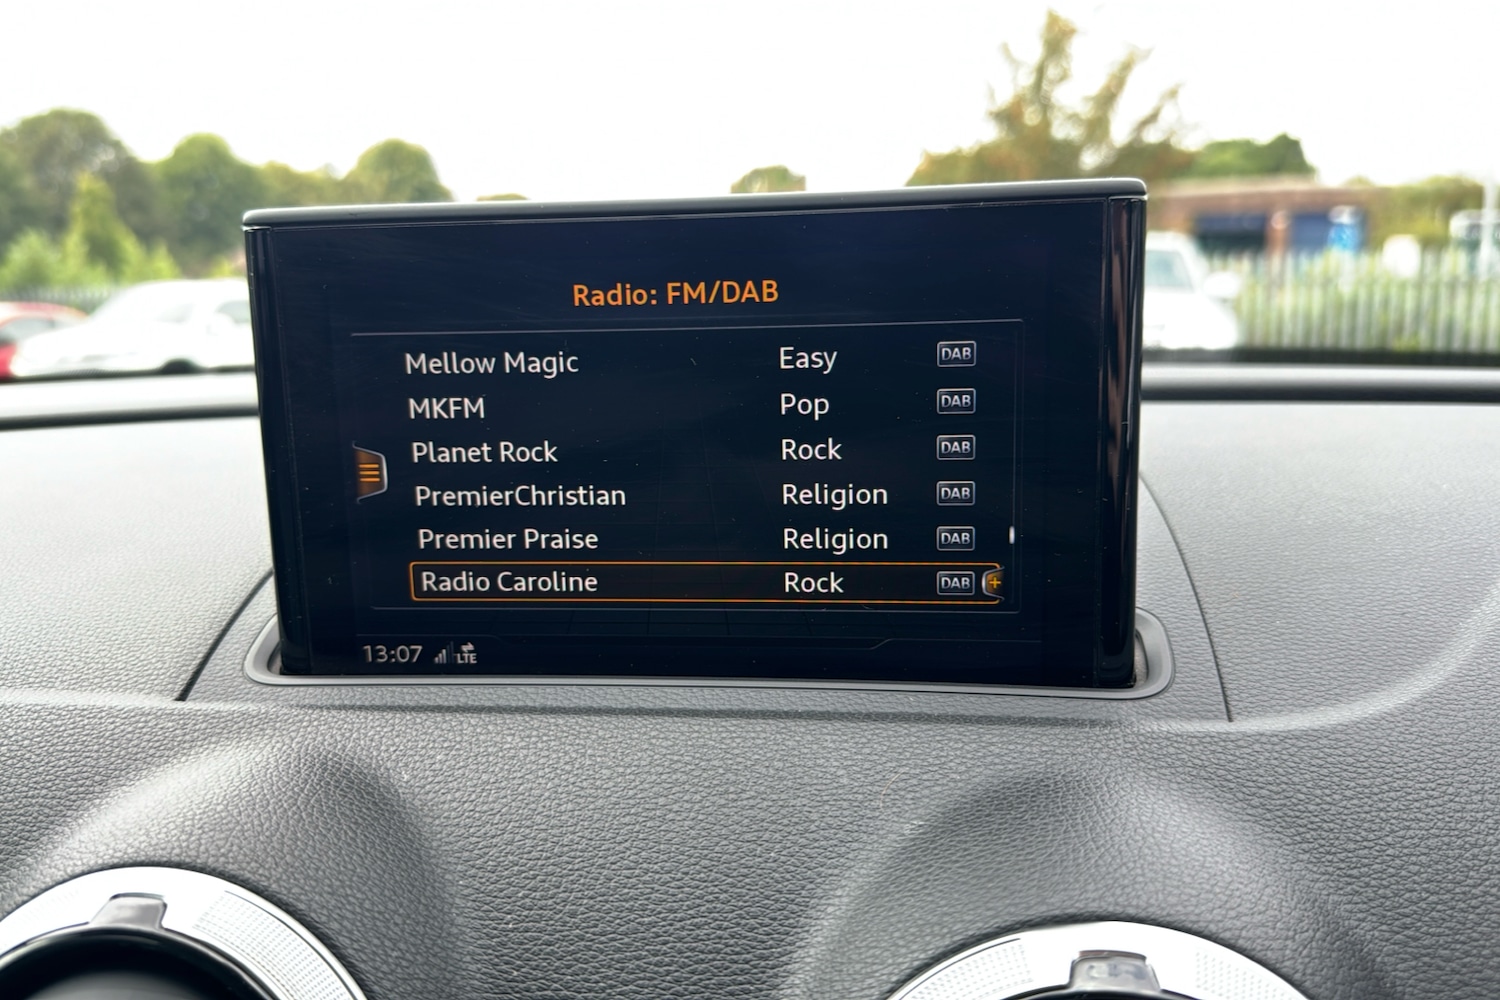 Radio: FM/DAB
Mellow Magic Easy DAB
MKFM Pop DAB
Planet Rock Rock DAB
PremierChristian Religion DAB
Premier Praise Religion DAB
Radio Caroline Rock DAB +
13:07 LTE